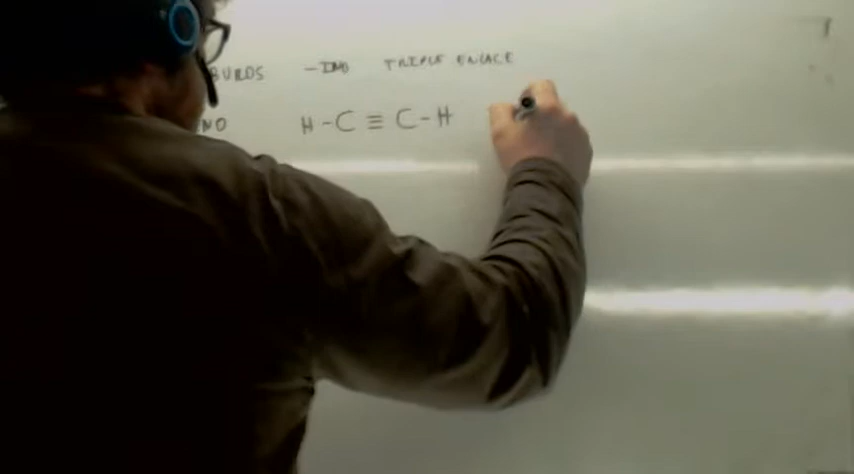 BUROS -INO TRIPLE ENLACE
NO H-C≡C-H